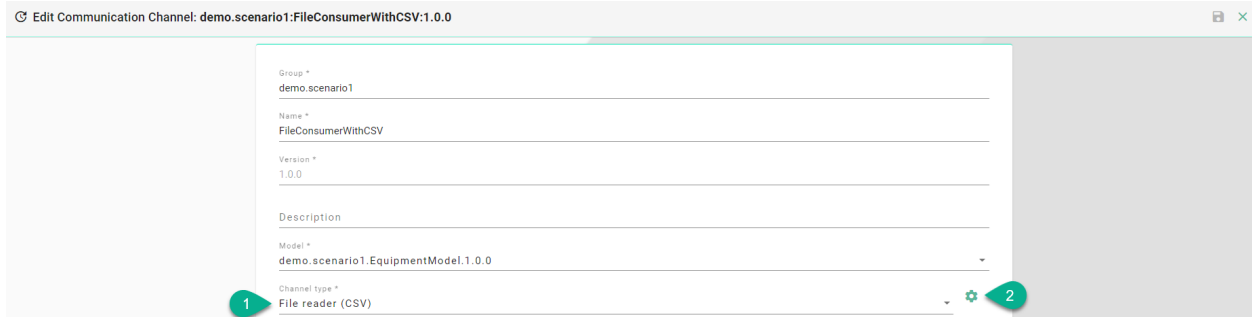 Edit Communication Channel: demo.scenario1:FileConsumerWithCSV:1.0.0
Group *
demo.scenario1
Name *
FileConsumerWithCSV
Version *
1.0.0
Description
Model *
demo.scenario1.EquipmentModel.1.0.0
Channel type *
1
File reader (CSV)
2